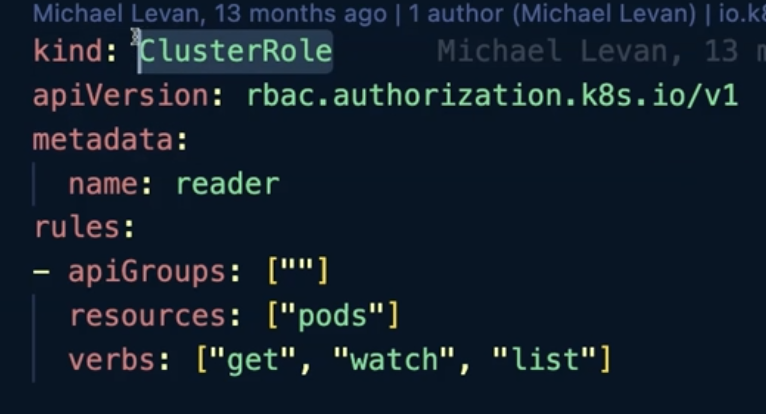 Michael Levan, 13 months ago | 1 author (Michael Levan) | io.k8
kind: ClusterRole Michael Levan, 13 m
apiVersion: rbac.authorization.k8s.io/v1
metadata:
name: reader
rules:
- apiGroups: [""]
resources: ["pods"]
verbs: ["get", "watch", "list"]